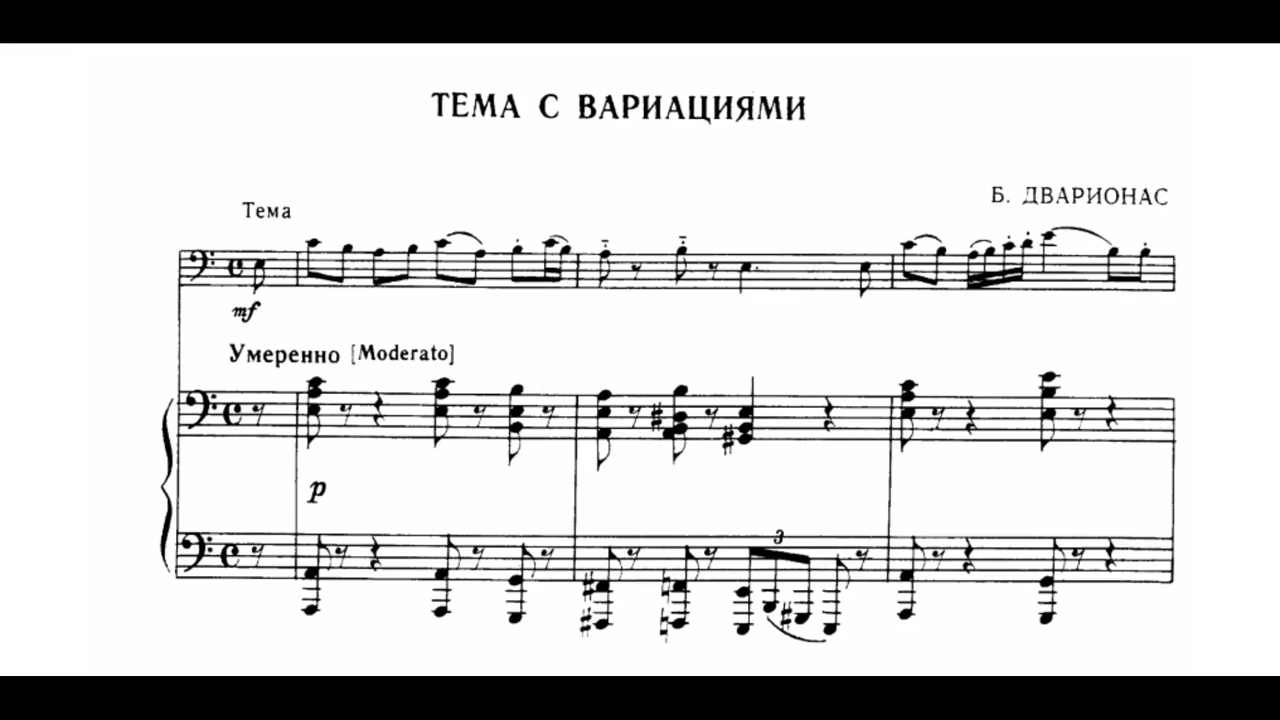 ТЕМА С ВАРИАЦИЯМИ
Б. ДВАРИОНАС
Тема
mf
Умеренно [Moderato]
p
3